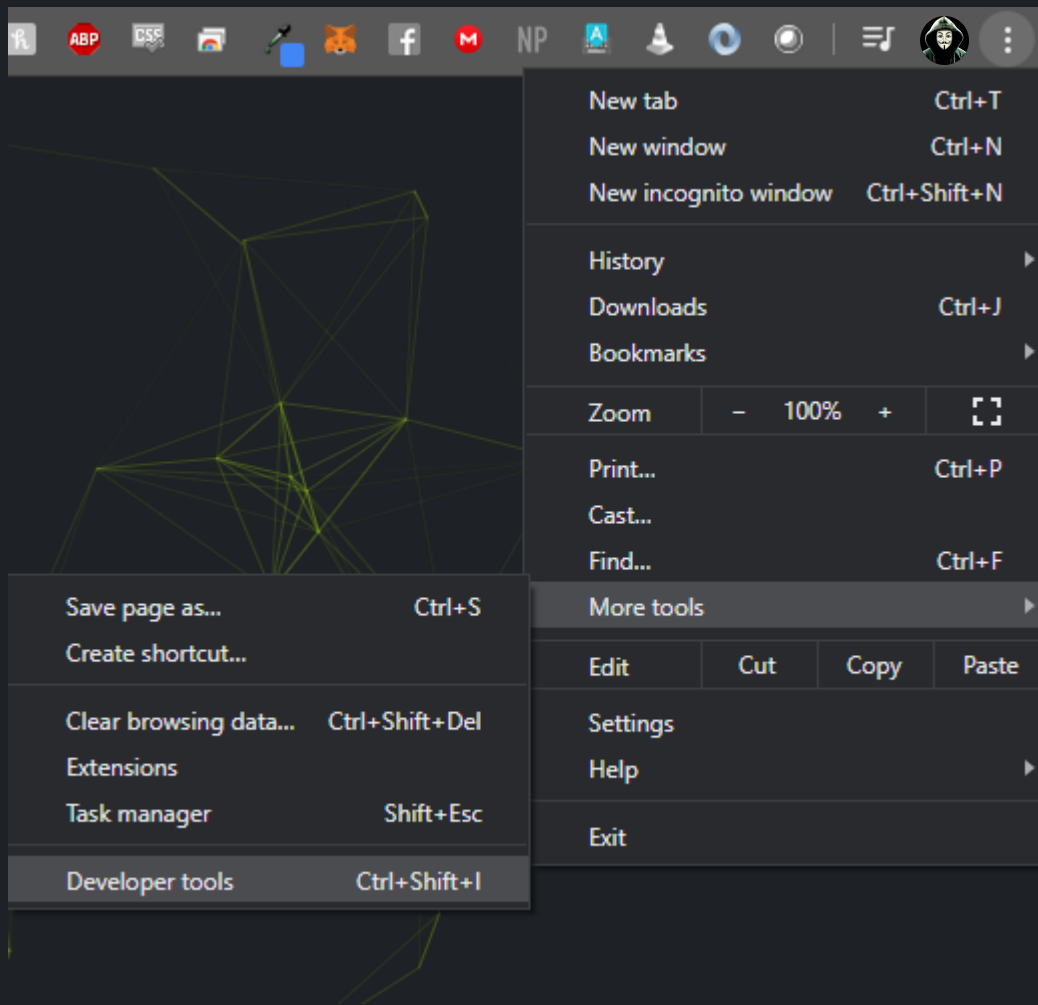 ABP CSS NP A
New tab Ctrl+T
New window Ctrl+N
New incognito window Ctrl+Shift+N
History
Downloads Ctrl+J
Bookmarks
Zoom - 100% +
Print... Ctrl+P
Cast...
Find... Ctrl+F
More tools
Edit Cut Copy Paste
Settings
Help
Exit
Save page as... Ctrl+S
Create shortcut...
Clear browsing data... Ctrl+Shift+Del
Extensions
Task manager Shift+Esc
Developer tools Ctrl+Shift+I